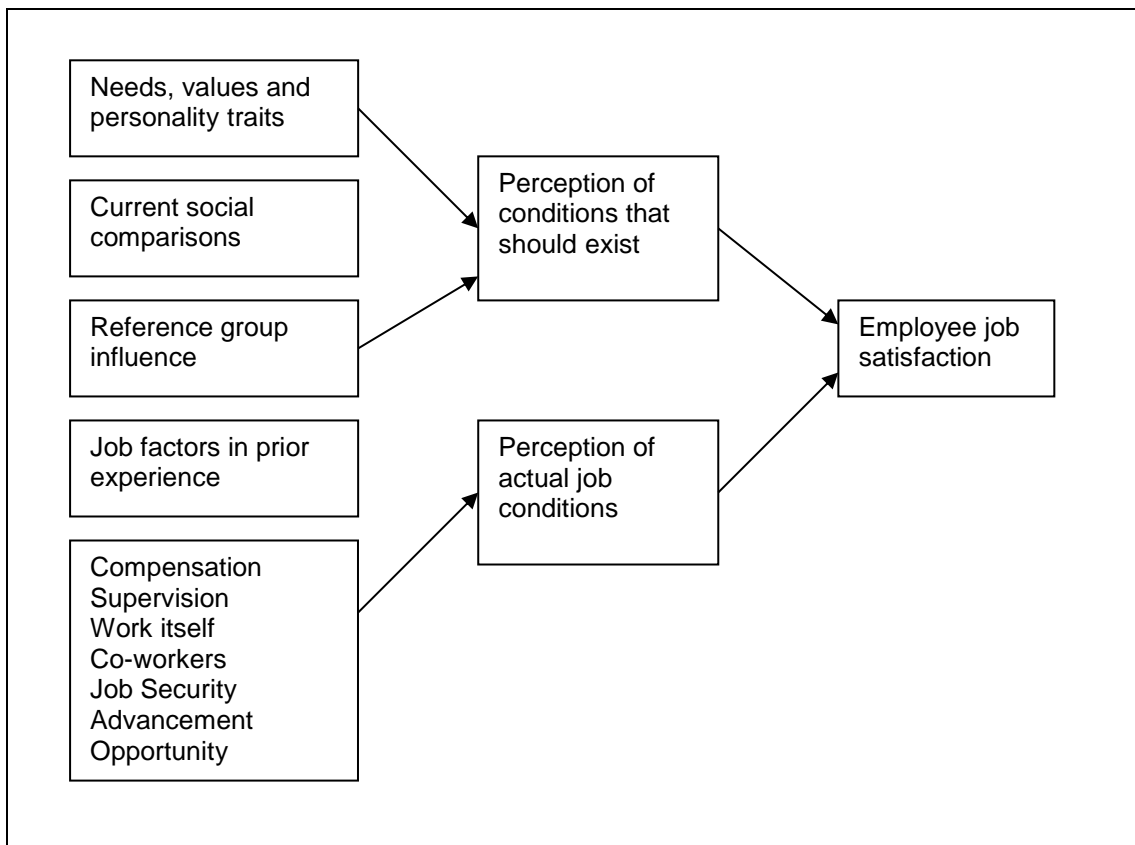 Needs, values and
personality traits
Current social
comparisons
Reference group
influence
Job factors in prior
experience
Compensation
Supervision
Work itself
Co-workers
Job Security
Advancement
Opportunity
Perception of
conditions that
should exist
Perception of
actual job
conditions
Employee job
satisfaction